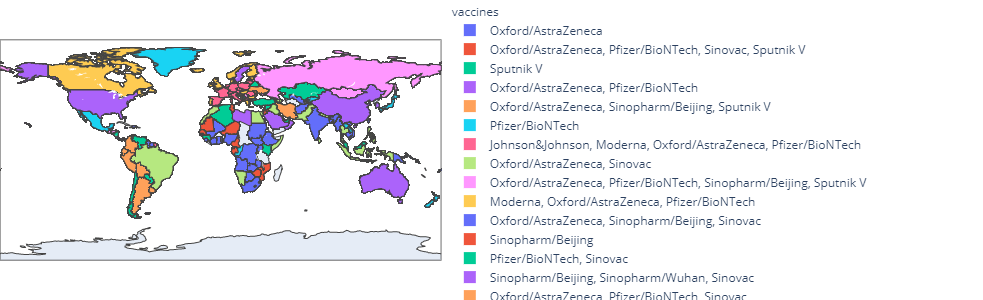 vaccines
Oxford/AstraZeneca
Oxford/AstraZeneca, Pfizer/BioNTech, Sinovac, Sputnik V
Sputnik V
Oxford/AstraZeneca, Pfizer/BioNTech
Oxford/AstraZeneca, Sinopharm/Beijing, Sputnik V
Pfizer/BioNTech
Johnson&Johnson, Moderna, Oxford/AstraZeneca, Pfizer/BioNTech
Oxford/AstraZeneca, Sinovac
Oxford/AstraZeneca, Pfizer/BioNTech, Sinopharm/Beijing, Sputnik V
Moderna, Oxford/AstraZeneca, Pfizer/BioNTech
Oxford/AstraZeneca, Sinopharm/Beijing, Sinovac
Sinopharm/Beijing
Pfizer/BioNTech, Sinovac
Sinopharm/Beijing, Sinopharm/Wuhan, Sinovac
Oxford/AstraZeneca, Pfizer/BioNTech, Sinovac